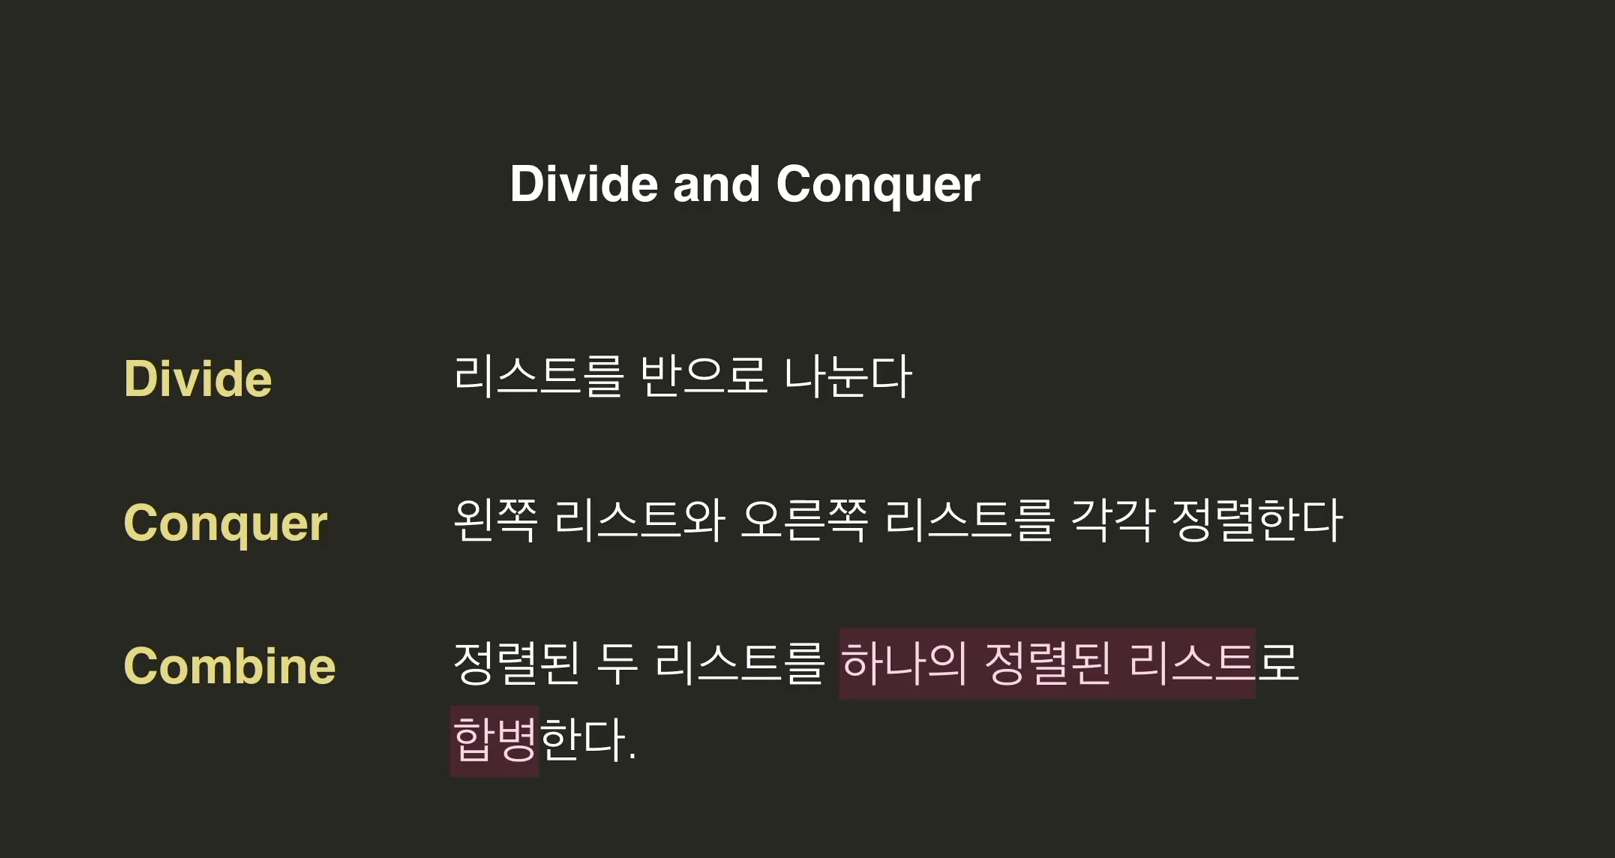 Divide and Conquer
Divide 리스트를 반으로 나눈다
Conquer 왼쪽 리스트와 오른쪽 리스트를 각각 정렬한다
Combine 정렬된 두 리스트를 하나의 정렬된 리스트로
합병한다.